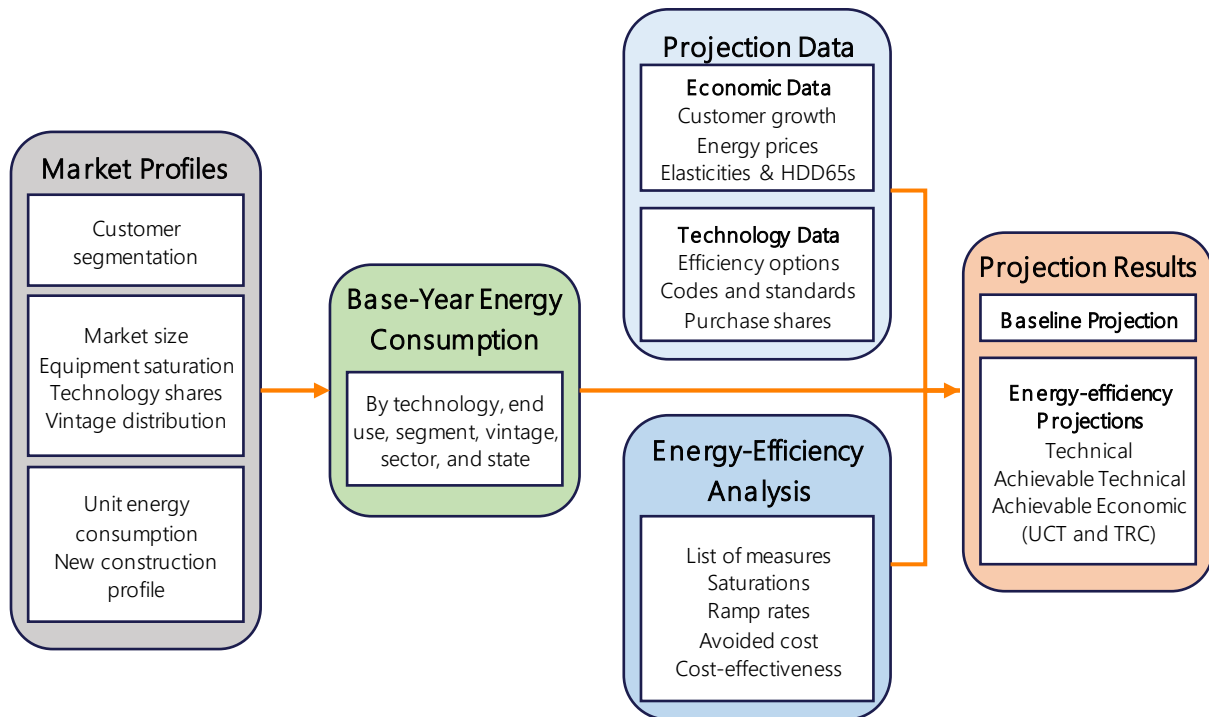 Market Profiles
Customer
segmentation
Market size
Equipment saturation
Technology shares
Vintage distribution
Unit energy
consumption
New construction
profile
Base-Year Energy
Consumption
By technology, end
use, segment, vintage,
sector, and state
Projection Data
Economic Data
Customer growth
Energy prices
Elasticities & HDD65s
Technology Data
Efficiency options
Codes and standards
Purchase shares
Energy-Efficiency
Analysis
List of measures
Saturations
Ramp rates
Avoided cost
Cost-effectiveness
Projection Results
Baseline Projection
Energy-efficiency
Projections
Technical
Achievable Technical
Achievable Economic
(UCT and TRC)